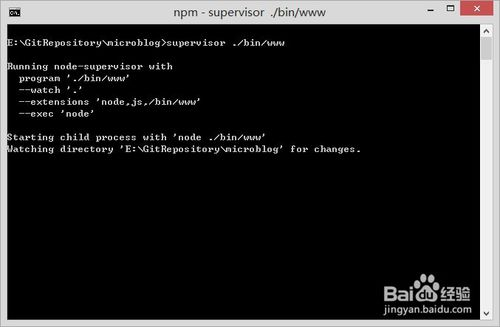 npm - supervisor ./bin/www
E:\GitRepository\microblog>supervisor ./bin/www
Running node-supervisor with
program './bin/www'
--watch '.'
--extensions 'node,js,/bin/www'
--exec 'node'
Starting child process with 'node ./bin/www'
Watching directory 'E:\GitRepository\microblog' for changes.
Baidu 经验
jingyan.baidu.com